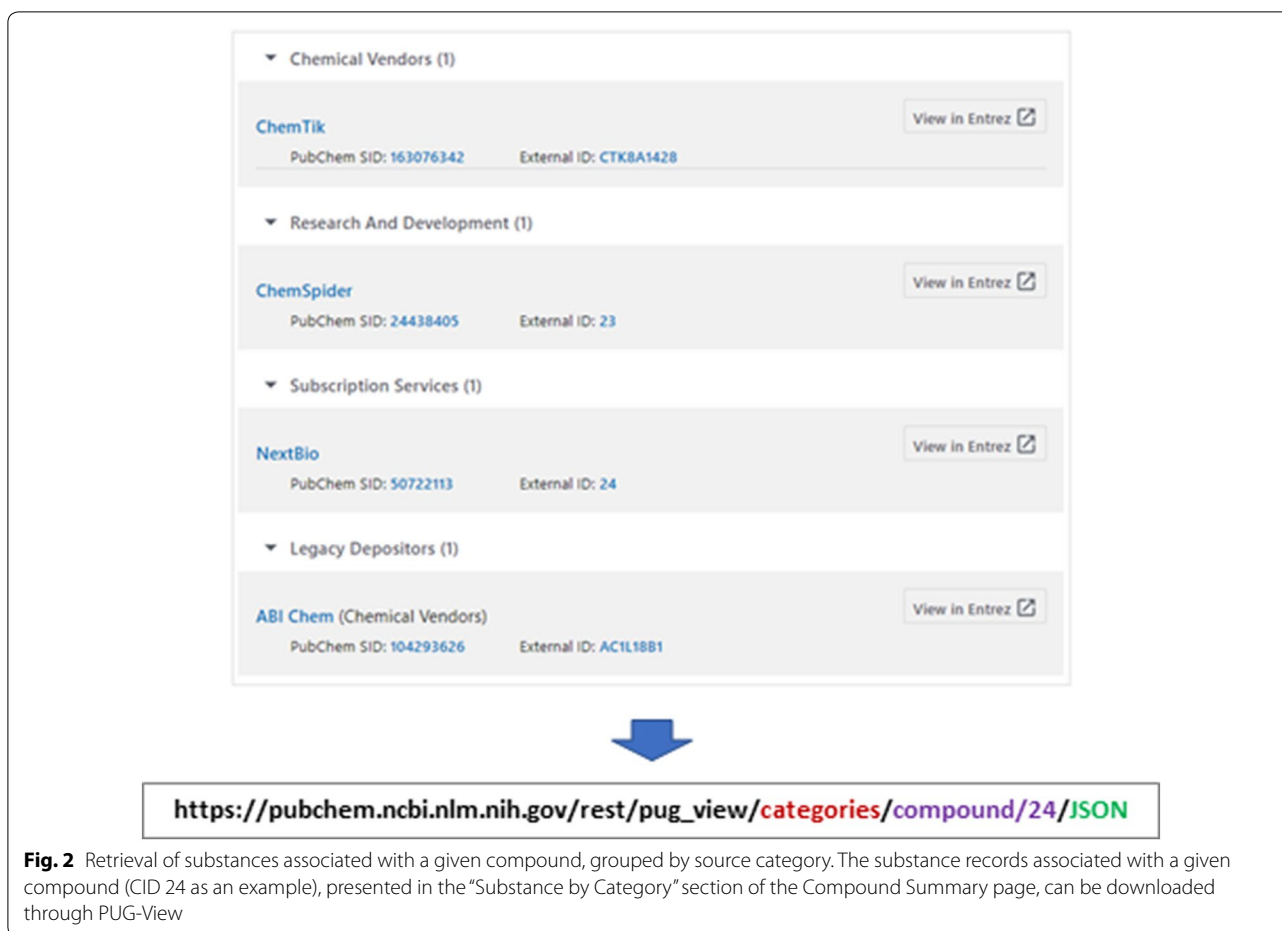 Chemical Vendors (1)
ChemTik
View in Entrez
PubChem SID: 163076342 External ID: CTK8A1428
Research And Development (1)
ChemSpider
View in Entrez
PubChem SID: 24438405 External ID: 23
Subscription Services (1)
NextBio
View in Entrez
PubChem SID: 50722113 External ID: 24
Legacy Depositors (1)
ABI Chem (Chemical Vendors)
View in Entrez
PubChem SID: 104293626 External ID: AC1L18B1
https://pubchem.ncbi.nlm.nih.gov/rest/pug_view/categories/compound/24/JSON
Fig. 2 Retrieval of substances associated with a given compound, grouped by source category. The substance records associated with a given
compound (CID 24 as an example), presented in the “Substance by Category” section of the Compound Summary page, can be downloaded
through PUG-View